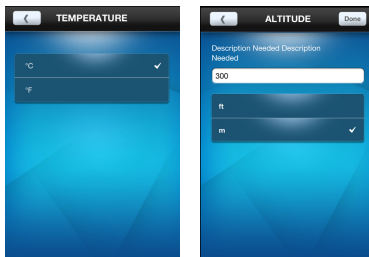 TEMPERATURE
°C
°F
ALTITUDE
Done
Description Needed Description
Needed
300
ft
m